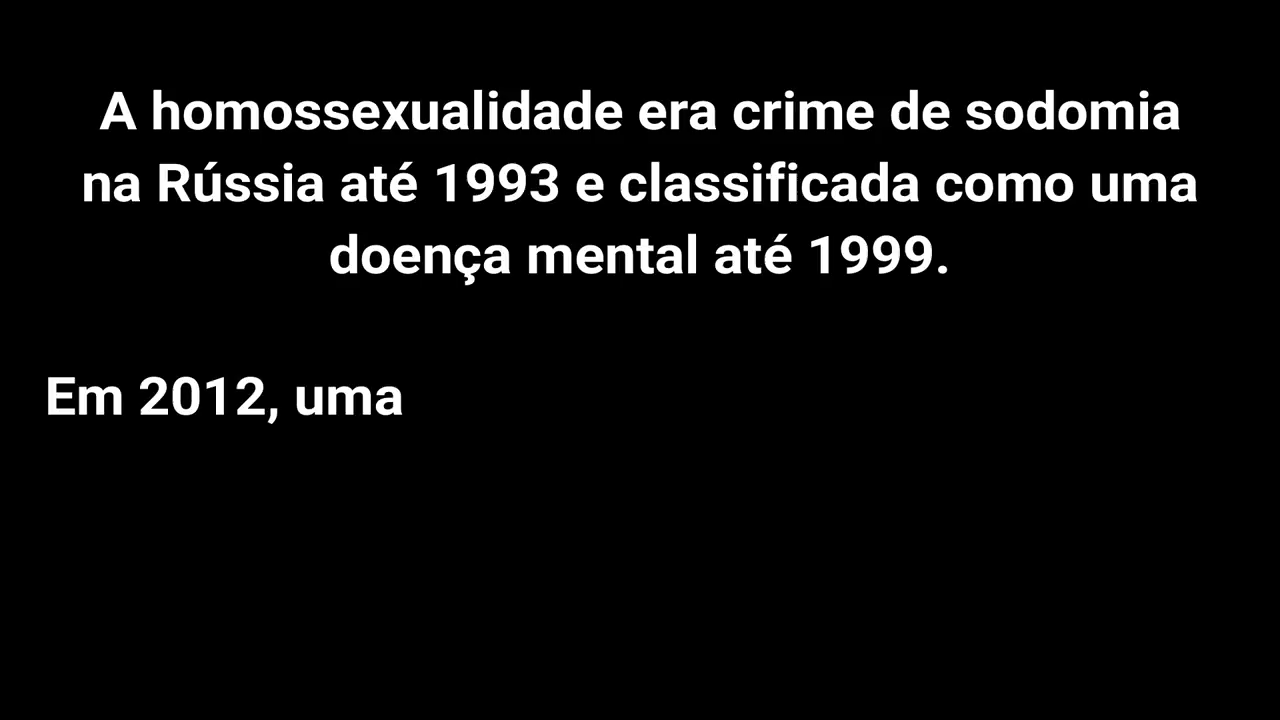 A homossexualidade era crime de sodomia
na Rússia até 1993 e classificada como uma
doença mental até 1999.
Em 2012, uma